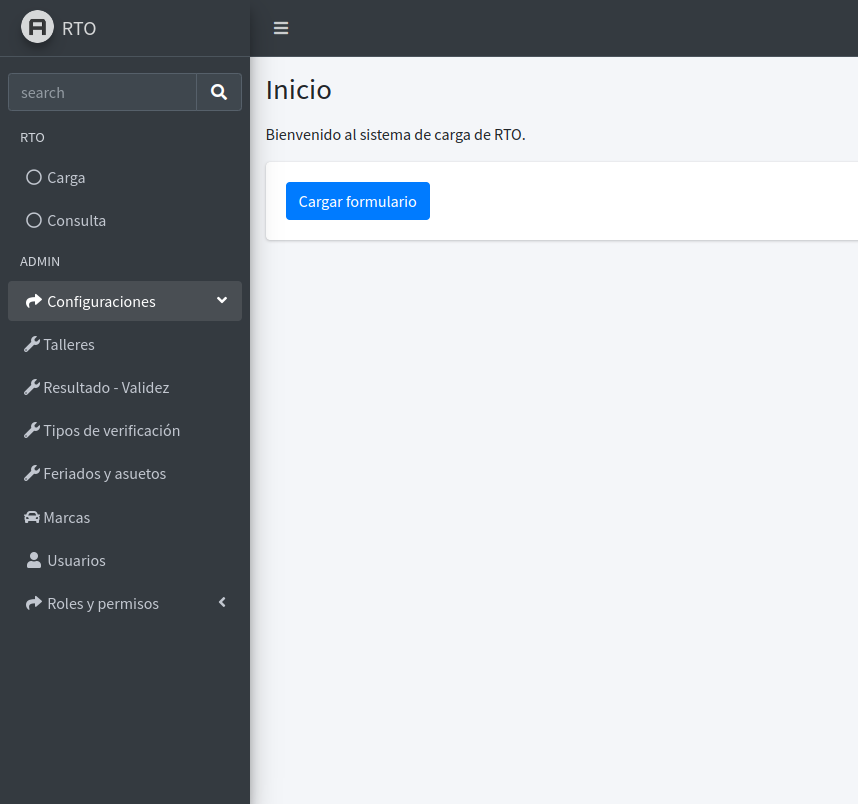 RTO
search
RTO
Carga
Consulta
ADMIN
Configuraciones
Talleres
Resultado - Validez
Tipos de verificación
Feriados y asuetos
Marcas
Usuarios
Roles y permisos
Inicio
Bienvenido al sistema de carga de RTO.
Cargar formulario